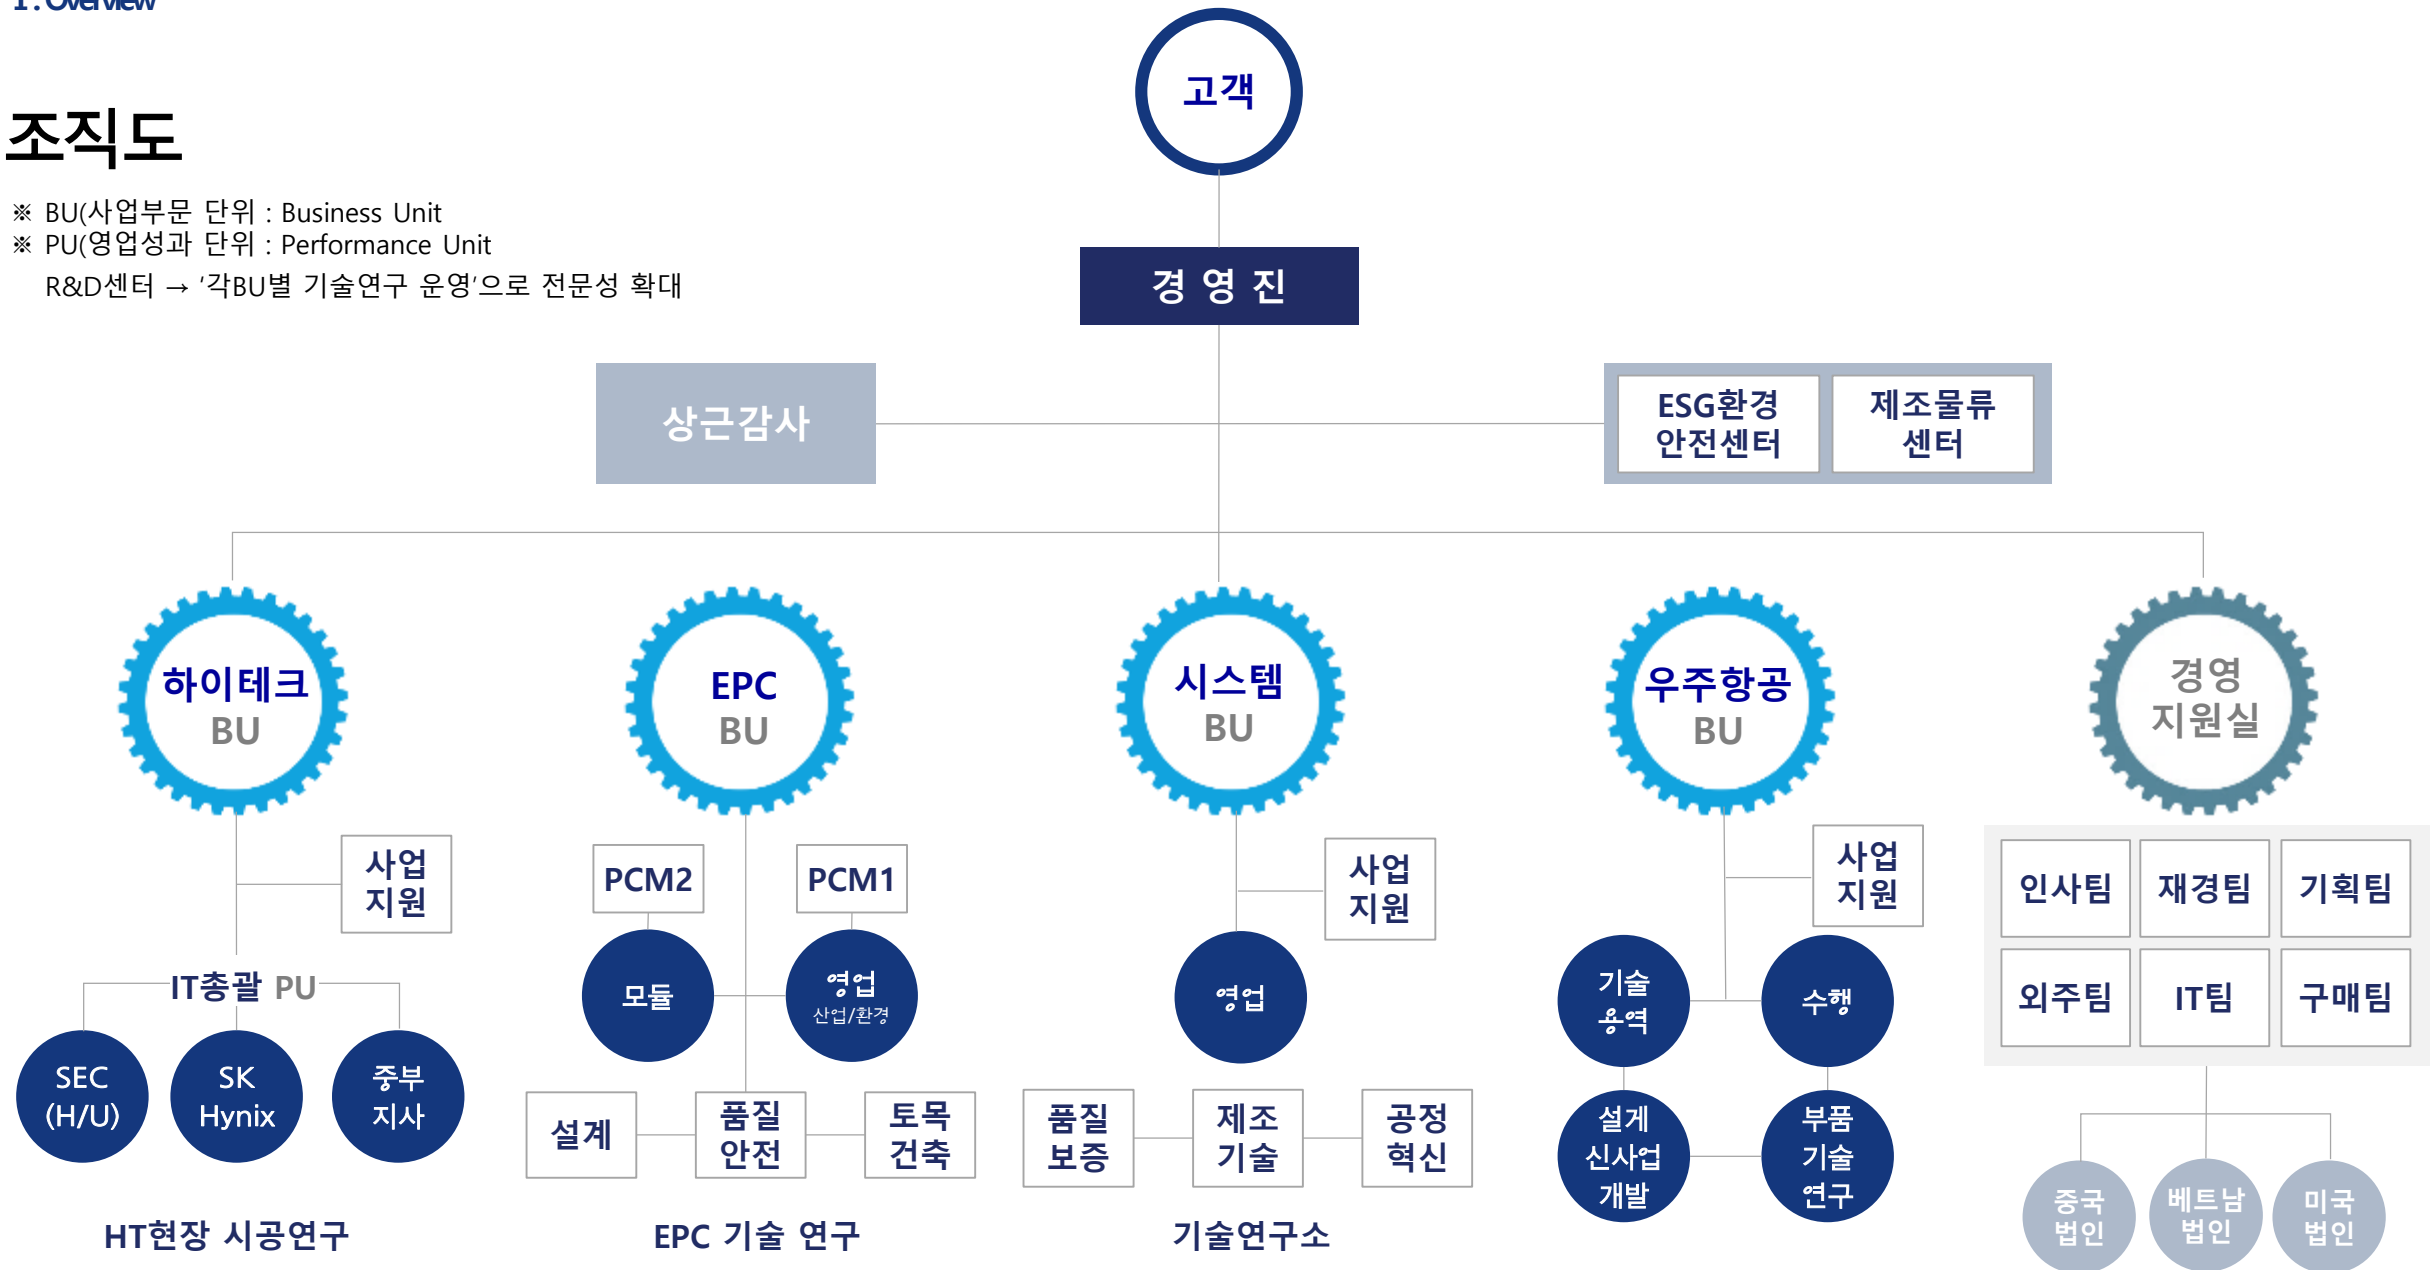 1 : Overview
고객
조직도
※ BU(사업부문 단위 : Business Unit
※ PU(영업성과 단위 : Performance Unit
R&D센터 → '각BU별 기술연구 운영'으로 전문성 확대
경 영 진
상근감사
ESG환경
안전센터
제조물류
센터
하이테크
BU
EPC
BU
시스템
BU
우주항공
BU
경영
지원실
사업
지원
IT총괄 PU
SEC
(H/U)
SK
Hynix
중부
지사
HT현장 시공연구
PCM2
PCM1
모듈
영업
산업/환경
설계
품질
안전
토목
건축
EPC 기술 연구
사업
지원
영업
품질
보증
제조
기술
공정
혁신
기술연구소
사업
지원
기술
용역
수행
설게
신사업
개발
부품
기술
연구
인사팀
재경팀
기획팀
외주팀
IT팀
구매팀
중국
법인
베트남
법인
미국
법인